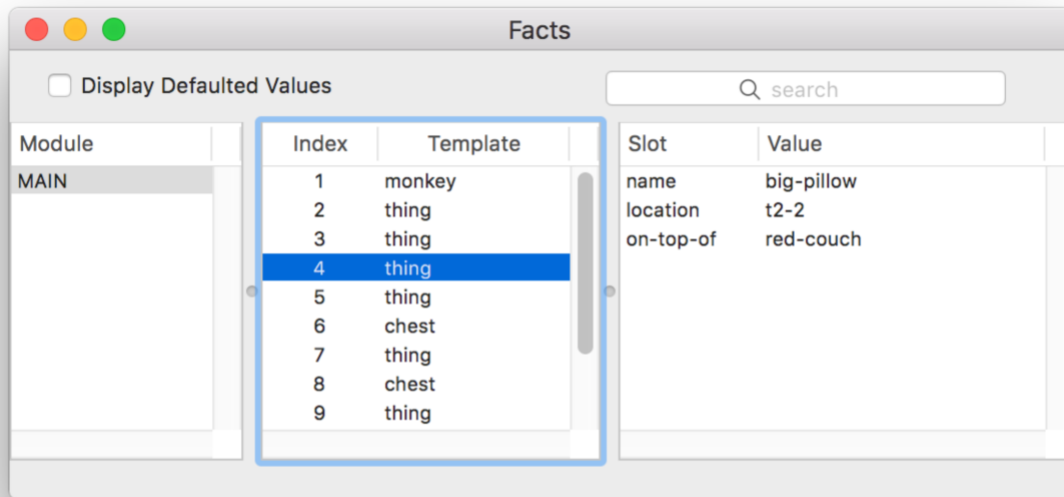 Facts
Display Defaulted Values
search
Module Index Template Slot Value
MAIN 1 monkey name big-pillow
2 thing location t2-2
3 thing on-top-of red-couch
4 thing
5 thing
6 chest
7 thing
8 chest
9 thing